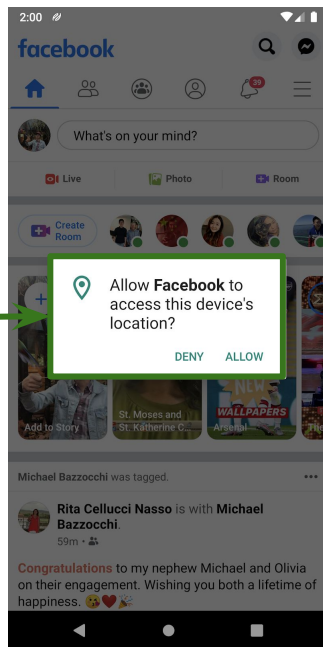 2:00
facebook
39
What's on your mind?
Live
Photo
Room
Create
Room
Allow Facebook to
access this device's
location?
DENY
ALLOW
NEW
WALLPAPERS
Add to Story
St. Moses and
St. Katherine C...
Arsenal
Michael Bazzocchi was tagged.
Rita Cellucci Nasso is with Michael
Bazzocchi.
59m
Congratulations to my nephew Michael and Olivia
on their engagement. Wishing you both a lifetime of
happiness. 😘❤️🎉